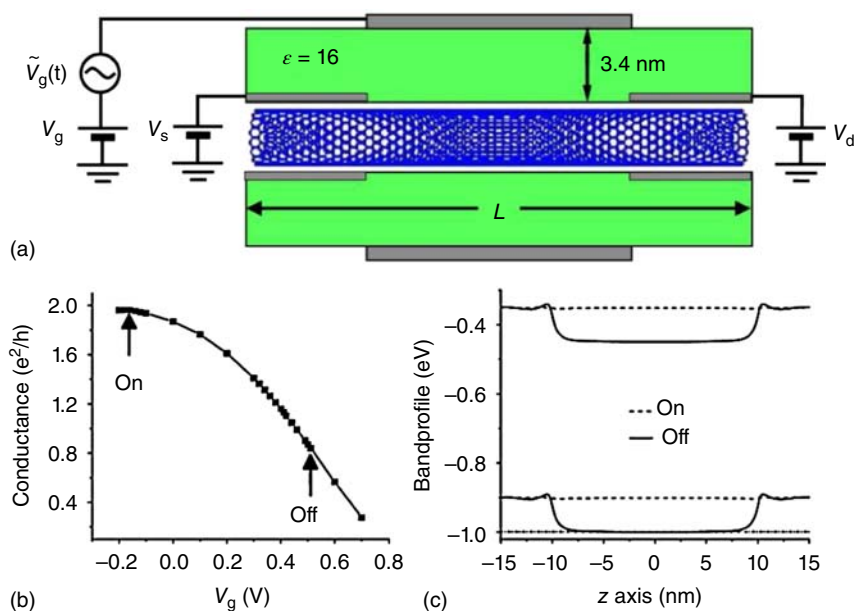 Ṽg(t)
Vg
Vs
ε = 16
3.4 nm
L
Vd
(a)
Conductance (e²/h)
2.0
1.6
1.2
0.8
0.4
On
Off
−0.2
0.0
0.2
0.4
0.6
0.8
Vg (V)
(b)
Bandprofile (eV)
−0.4
−0.6
−0.8
−1.0
On
Off
−15
−10
−5
0
5
10
15
z axis (nm)
(c)